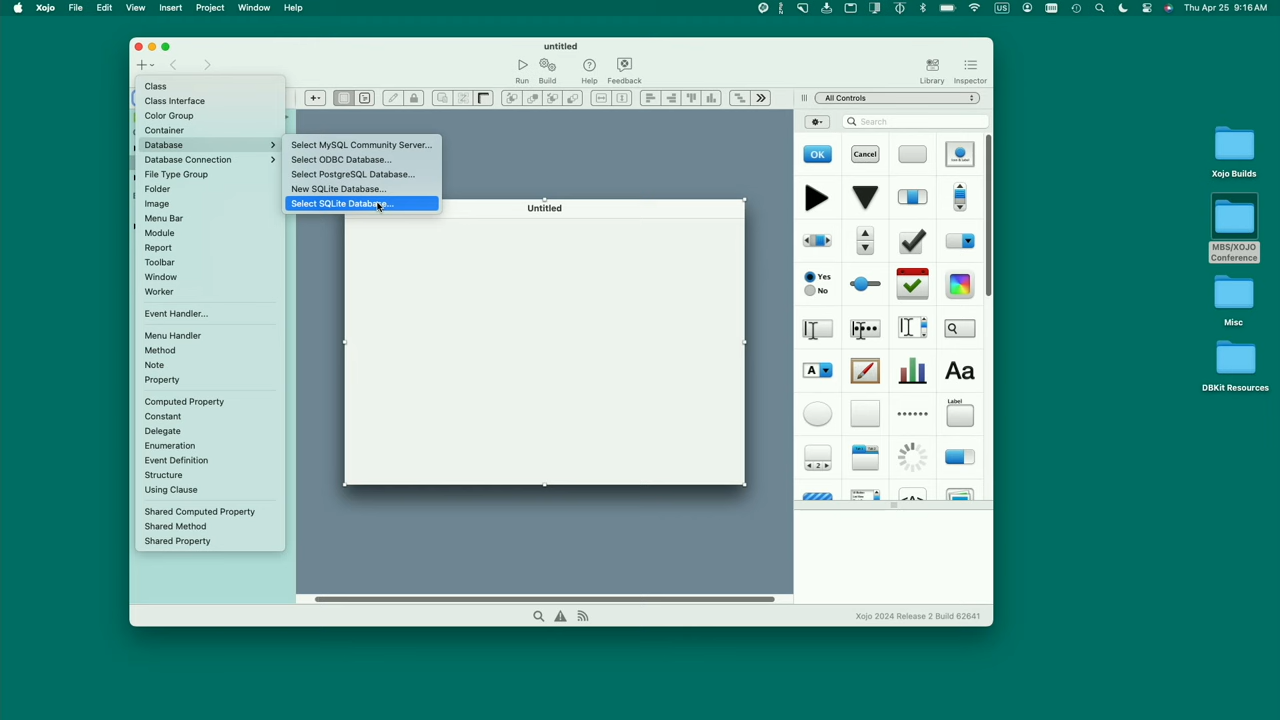 Xojo File Edit View Insert Project Window Help
US
Thu Apr 25 9:16 AM
untitled
Run Build Help Feedback Library Inspector
All Controls
Search
Class
Class Interface
Color Group
Container
Database
Database Connection
File Type Group
Folder
Image
Menu Bar
Module
Report
Toolbar
Window
Worker
Event Handler...
Menu Handler
Method
Note
Property
Computed Property
Constant
Delegate
Enumeration
Event Definition
Structure
Using Clause
Shared Computed Property
Shared Method
Shared Property
Select MySQL Community Server...
Select ODBC Database...
Select PostgreSQL Database...
New SQLite Database...
Select SQLite Database...
Untitled
OK
Cancel
Yes
No
A
Aa
Label
2
Xojo 2024 Release 2 Build 62641
Xojo Builds
MBS/XOJO
Conference
Misc
DBKit Resources